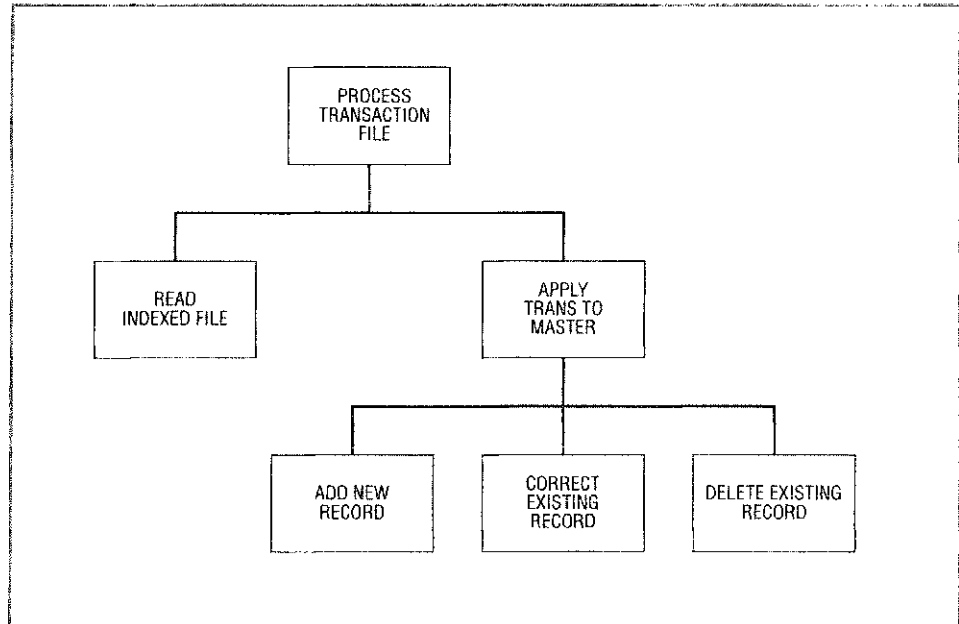 PROCESS
TRANSACTION
FILE
READ
INDEXED FILE
APPLY
TRANS TO
MASTER
ADD NEW
RECORD
CORRECT
EXISTING
RECORD
DELETE EXISTING
RECORD